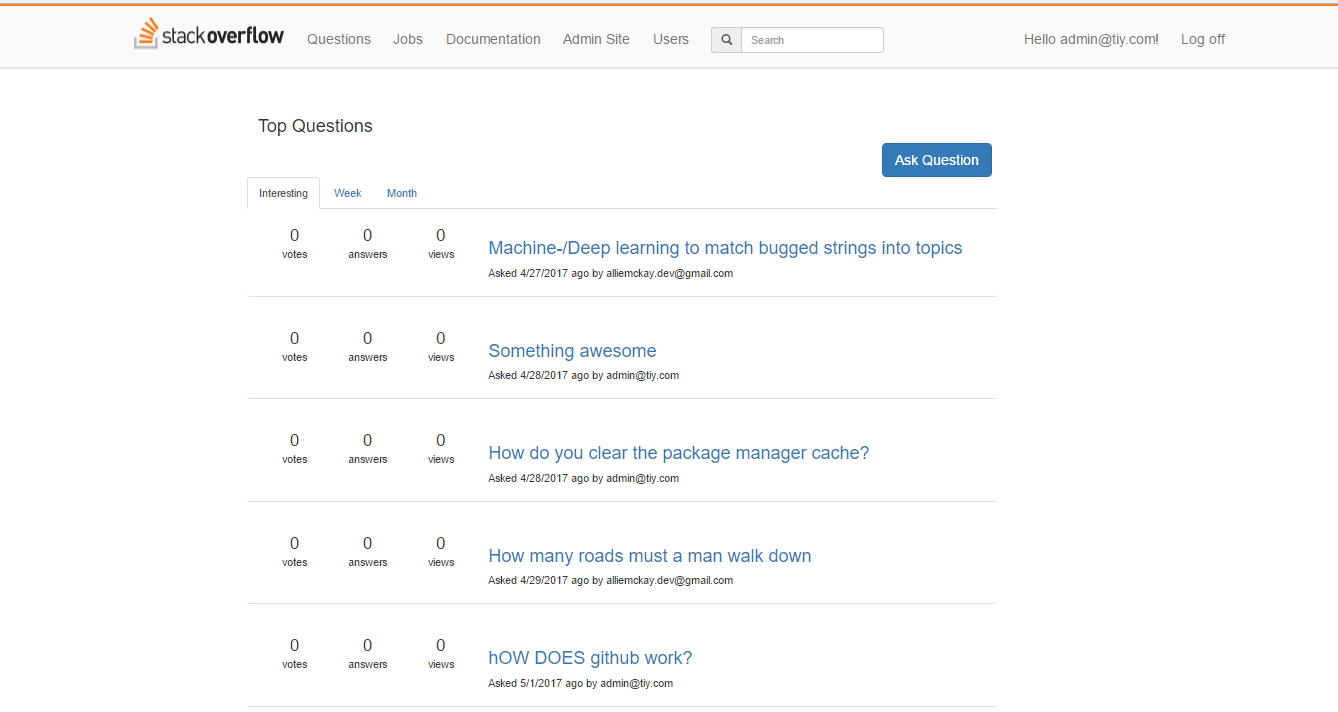 stackoverflow Questions Jobs Documentation Admin Site Users Search Hello admin@tiy.com! Log off
Top Questions
Ask Question
Interesting Week Month
0 0 0
votes answers views
Machine-/Deep learning to match bugged strings into topics
Asked 4/27/2017 ago by alliemckay.dev@gmail.com
0 0 0
votes answers views
Something awesome
Asked 4/28/2017 ago by admin@tiy.com
0 0 0
votes answers views
How do you clear the package manager cache?
Asked 4/28/2017 ago by admin@tiy.com
0 0 0
votes answers views
How many roads must a man walk down
Asked 4/29/2017 ago by alliemckay.dev@gmail.com
0 0 0
votes answers views
hOW DOES github work?
Asked 5/1/2017 ago by admin@tiy.com